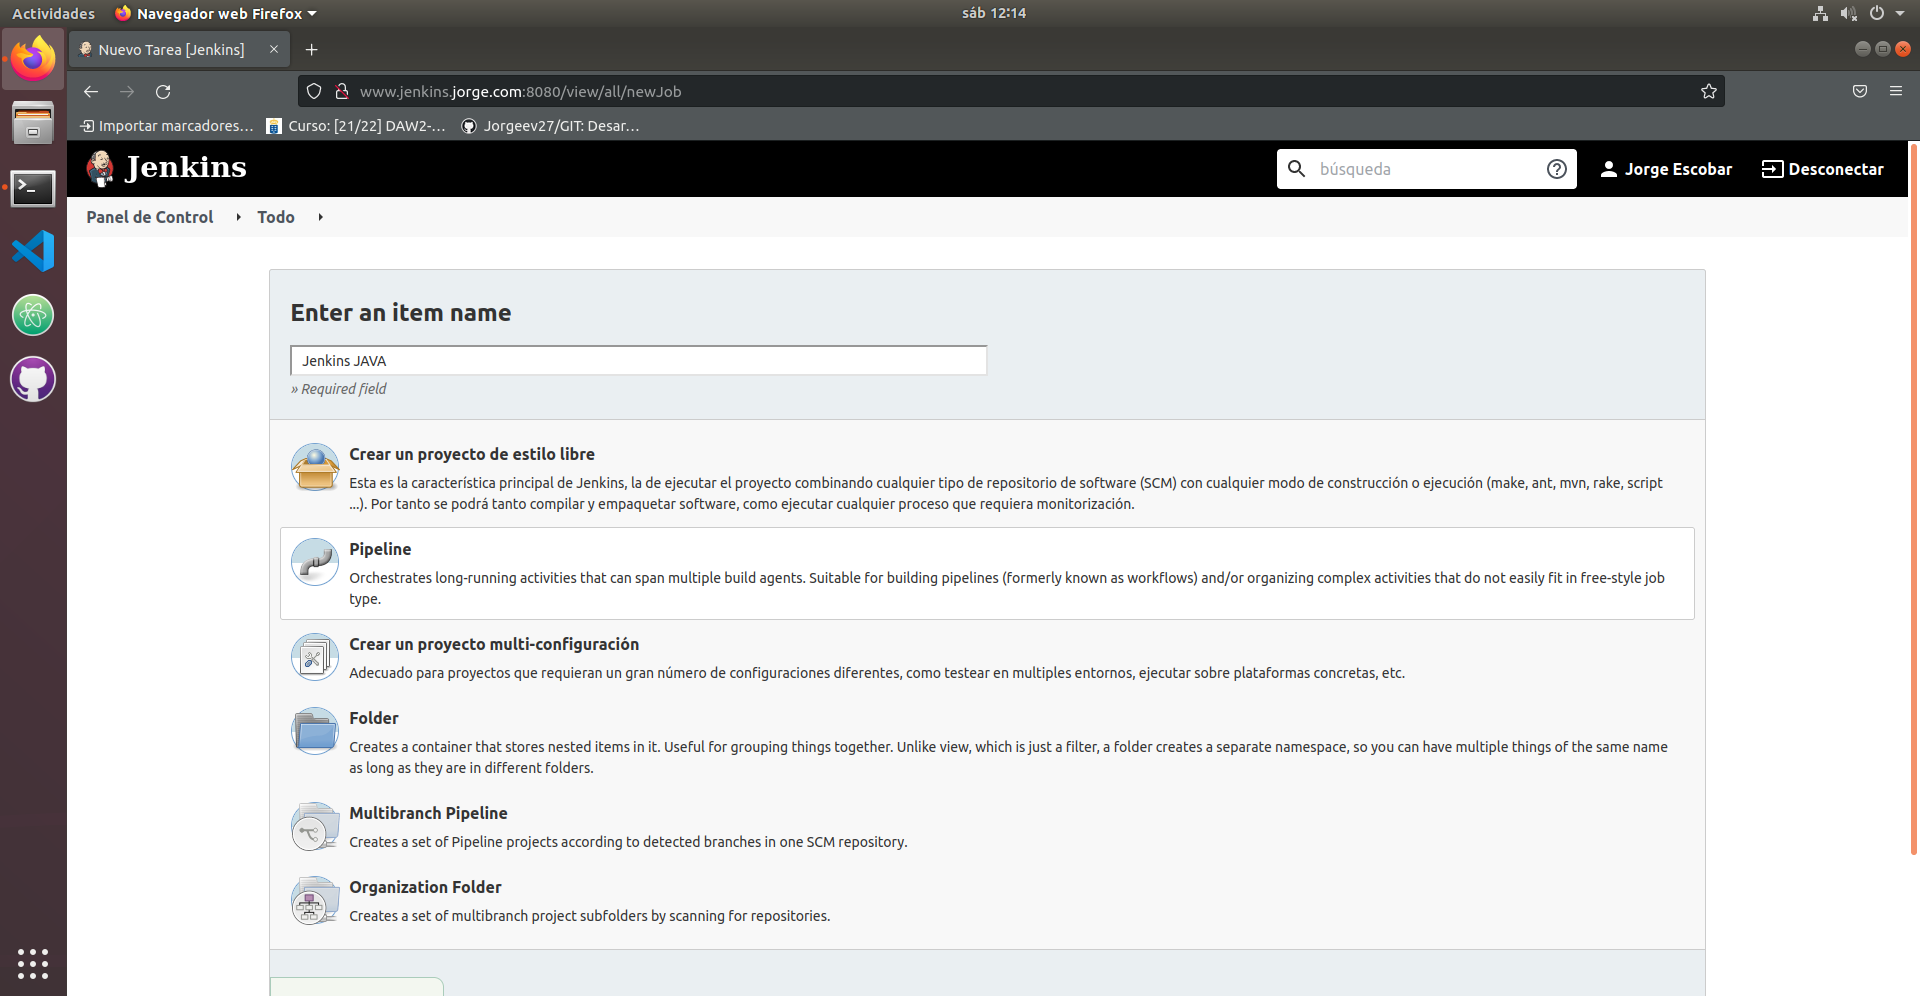 Actividades
Navegador web Firefox
sáb 12:14
Nuevo Tarea [Jenkins]
www.jenkins.jorge.com:8080/view/all/newJob
Importar marcadores…
Curso: [21/22] DAW2-…
Jorgeev27/GIT: Desar…
Jenkins
búsqueda
Jorge Escobar
Desconectar
Panel de Control
Todo
Enter an item name
Jenkins JAVA
» Required field
Crear un proyecto de estilo libre
Esta es la característica principal de Jenkins, la de ejecutar el proyecto combinando cualquier tipo de repositorio de software (SCM) con cualquier modo de construcción o ejecución (make, ant, mvn, rake, script
...). Por tanto se podrá tanto compilar y empaquetar software, como ejecutar cualquier proceso que requiera monitorización.
Pipeline
Orchestrates long-running activities that can span multiple build agents. Suitable for building pipelines (formerly known as workflows) and/or organizing complex activities that do not easily fit in free-style job
type.
Crear un proyecto multi-configuración
Adecuado para proyectos que requieran un gran número de configuraciones diferentes, como testear en multiples entornos, ejecutar sobre plataformas concretas, etc.
Folder
Creates a container that stores nested items in it. Useful for grouping things together. Unlike view, which is just a filter, a folder creates a separate namespace, so you can have multiple things of the same name
as long as they are in different folders.
Multibranch Pipeline
Creates a set of Pipeline projects according to detected branches in one SCM repository.
Organization Folder
Creates a set of multibranch project subfolders by scanning for repositories.